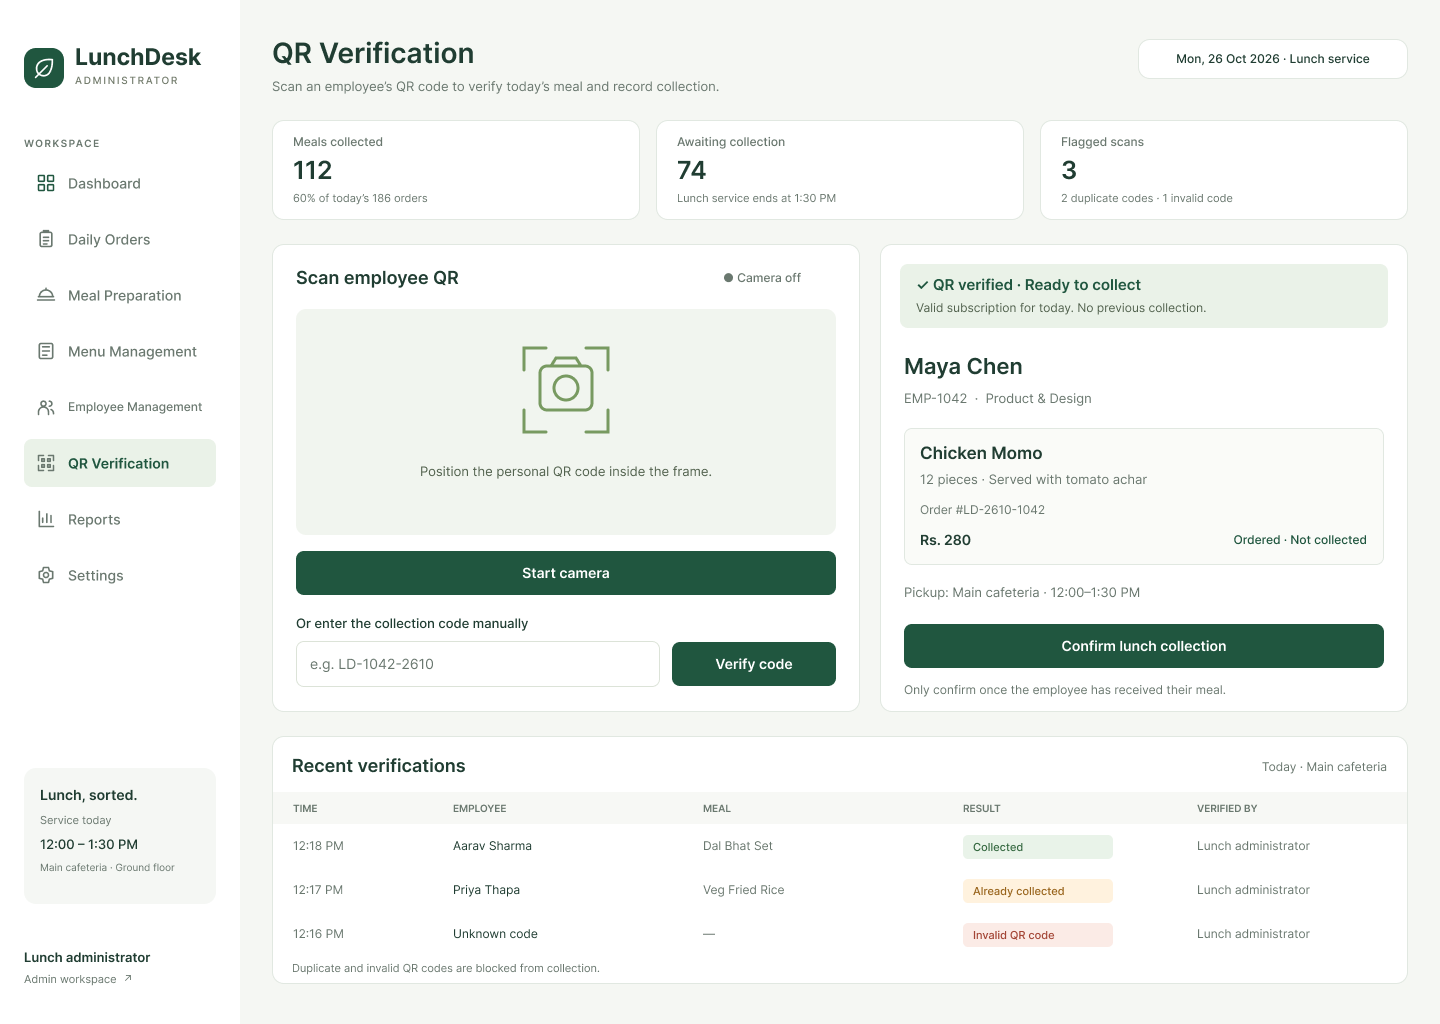 LunchDesk
ADMINISTRATOR
WORKSPACE
Dashboard
Daily Orders
Meal Preparation
Menu Management
Employee Management
QR Verification
Reports
Settings
Lunch, sorted.
Service today
12:00 – 1:30 PM
Main cafeteria · Ground floor
Lunch administrator
Admin workspace ↗
QR Verification
Scan an employee’s QR code to verify today’s meal and record collection.
Mon, 26 Oct 2026 · Lunch service
Meals collected
112
60% of today’s 186 orders
Awaiting collection
74
Lunch service ends at 1:30 PM
Flagged scans
3
2 duplicate codes · 1 invalid code
Scan employee QR
● Camera off
Position the personal QR code inside the frame.
Start camera
Or enter the collection code manually
e.g. LD-1042-2610
Verify code
✓ QR verified · Ready to collect
Valid subscription for today. No previous collection.
Maya Chen
EMP-1042 · Product & Design
Chicken Momo
12 pieces · Served with tomato achar
Order #LD-2610-1042
Rs. 280
Ordered · Not collected
Pickup: Main cafeteria · 12:00–1:30 PM
Confirm lunch collection
Only confirm once the employee has received their meal.
Recent verifications
Today · Main cafeteria
TIME EMPLOYEE MEAL RESULT VERIFIED BY
12:18 PM Aarav Sharma Dal Bhat Set Collected Lunch administrator
12:17 PM Priya Thapa Veg Fried Rice Already collected Lunch administrator
12:16 PM Unknown code — Invalid QR code Lunch administrator
Duplicate and invalid QR codes are blocked from collection.